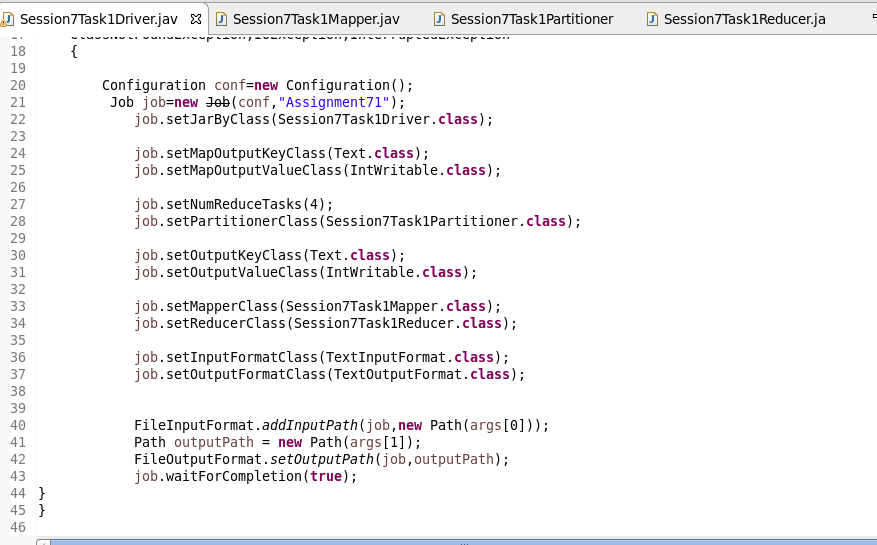 Session7Task1Driver.jav Session7Task1Mapper.jav Session7Task1Partitioner Session7Task1Reducer.ja
17 ClassNotFoundException,IOException,InterruptedException
18 {
19
20 Configuration conf=new Configuration();
21 Job job=new Job(conf,"Assignment71");
22 job.setJarByClass(Session7Task1Driver.class);
23
24 job.setMapOutputKeyClass(Text.class);
25 job.setMapOutputValueClass(IntWritable.class);
26
27 job.setNumReduceTasks(4);
28 job.setPartitionerClass(Session7Task1Partitioner.class);
29
30 job.setOutputKeyClass(Text.class);
31 job.setOutputValueClass(IntWritable.class);
32
33 job.setMapperClass(Session7Task1Mapper.class);
34 job.setReducerClass(Session7Task1Reducer.class);
35
36 job.setInputFormatClass(TextInputFormat.class);
37 job.setOutputFormatClass(TextOutputFormat.class);
38
39
40 FileInputFormat.addInputPath(job,new Path(args[0]));
41 Path outputPath = new Path(args[1]);
42 FileOutputFormat.setOutputPath(job,outputPath);
43 job.waitForCompletion(true);
44 }
45 }
46